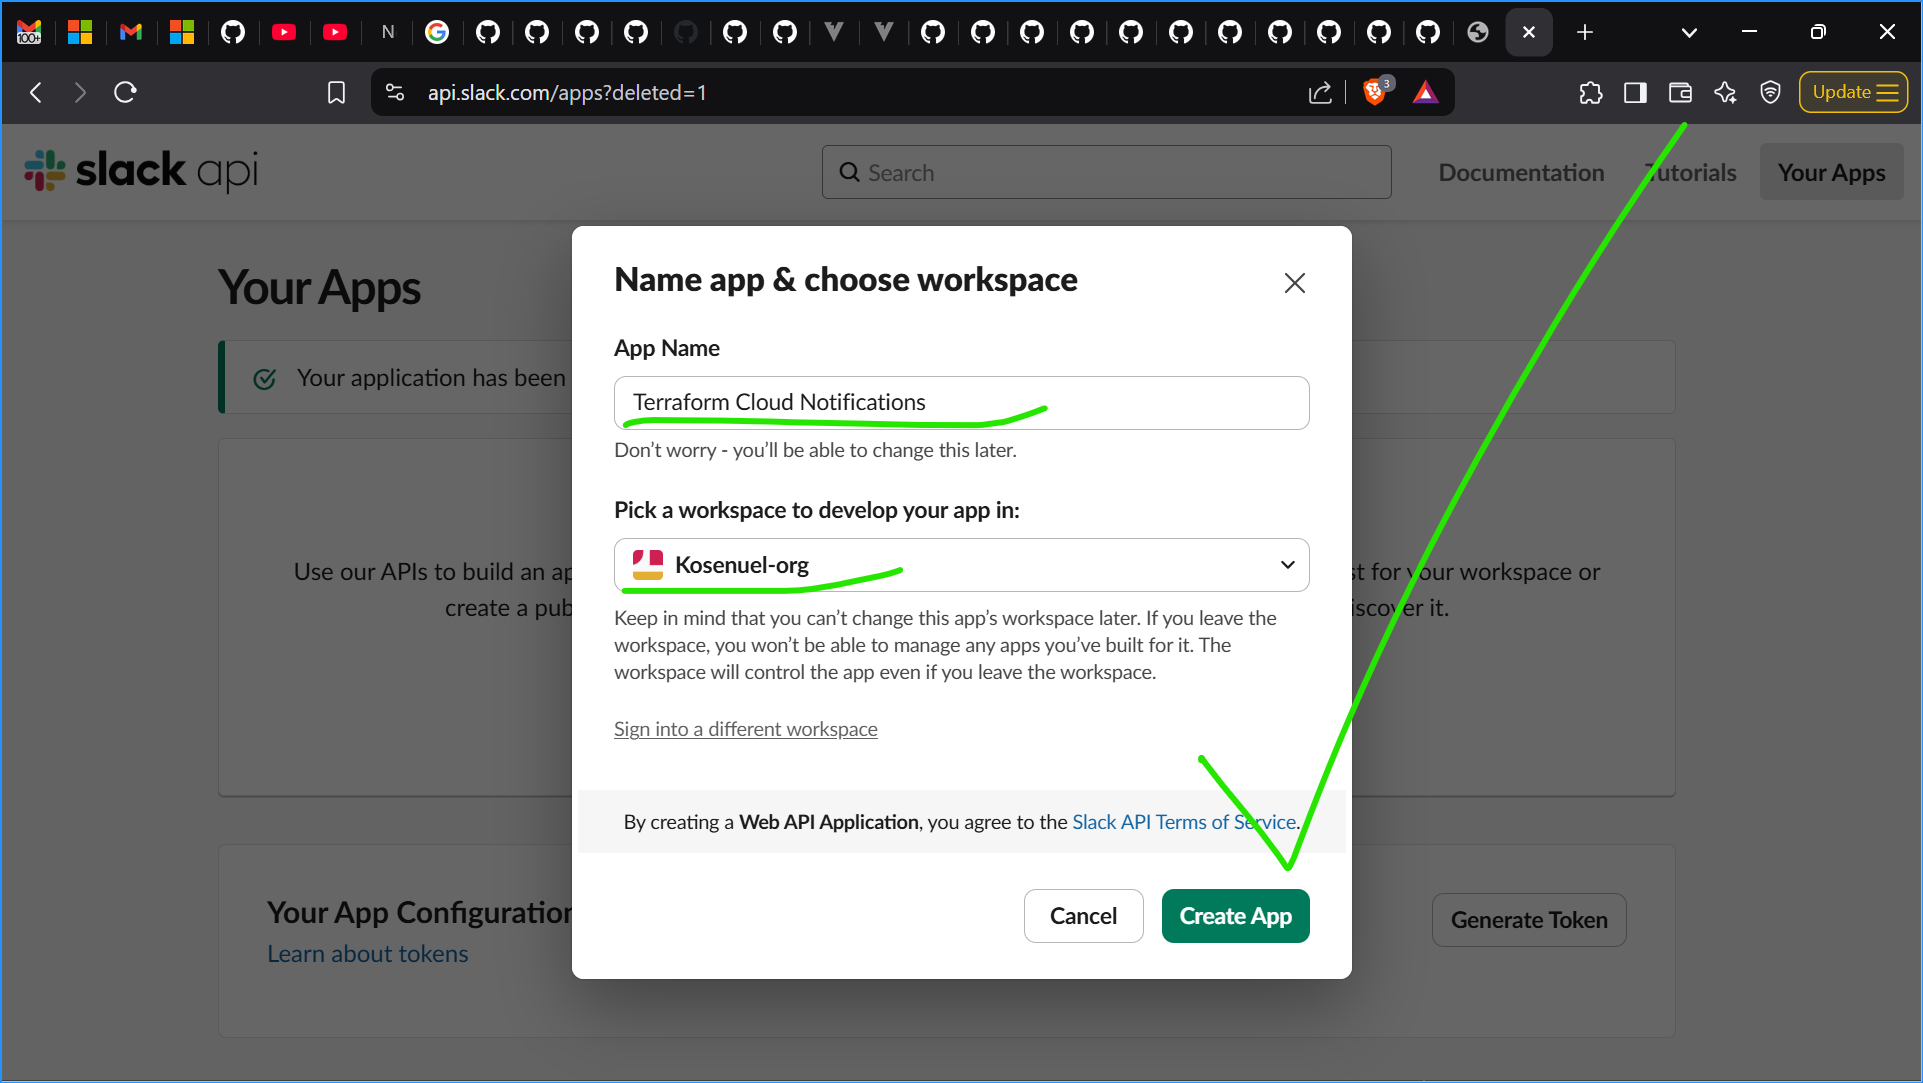 100+
N
api.slack.com/apps?deleted=1
3
Update
slack api
Search
Documentation
Tutorials
Your Apps
Your Apps
Your application has been
Use our APIs to build an ap
create a pub
st for your workspace or
iscover it.
Name app & choose workspace
App Name
Terraform Cloud Notifications
Don’t worry - you’ll be able to change this later.
Pick a workspace to develop your app in:
Kosenuel-org
Keep in mind that you can’t change this app’s workspace later. If you leave the
workspace, you won’t be able to manage any apps you’ve built for it. The
workspace will control the app even if you leave the workspace.
Sign into a different workspace
By creating a Web API Application, you agree to the Slack API Terms of Service.
Cancel
Create App
Your App Configuration
Learn about tokens
Generate Token